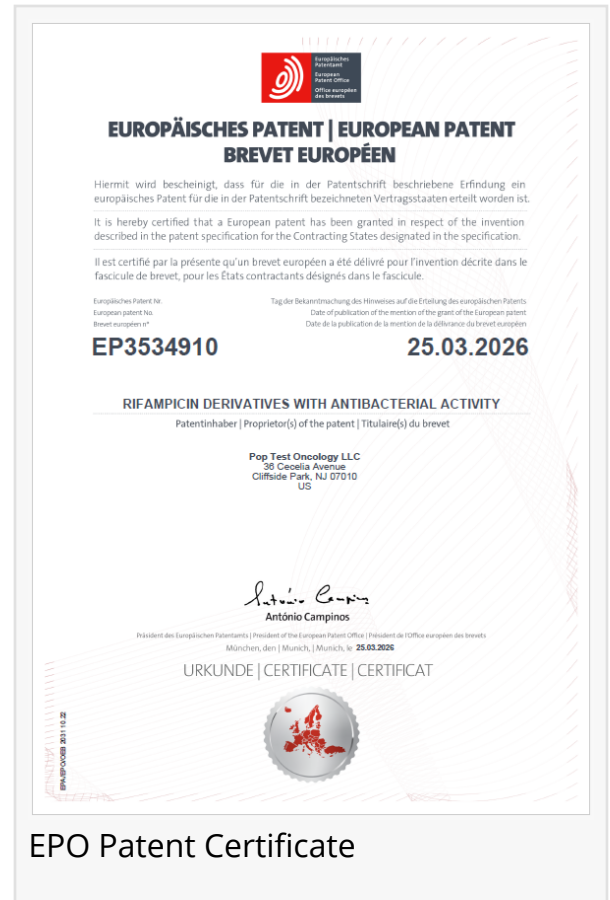 Europäisches
Patentamt
European
Patent Office
Office européen
des brevets
EUROPÄISCHES PATENT | EUROPEAN PATENT
BREVET EUROPÉEN
Hiermit wird bescheinigt, dass für die in der Patentschrift beschriebene Erfindung ein
europäisches Patent für die in der Patentschrift bezeichneten Vertragsstaaten erteilt worden ist.
It is hereby certified that a European patent has been granted in respect of the invention
described in the patent specification for the Contracting States designated in the specification.
Il est certifié par la présente qu'un brevet européen a été délivré pour l'invention décrite dans le
fascicule de brevet, pour les États contractants désignés dans le fascicule.
Europäisches Patent Nr.
European patent No.
Brevet européen n°
Tag der Bekanntmachung des Hinweises auf die Erteilung des europäischen Patents
Date of publication of the mention of the grant of the European patent
Date de la publication de la mention de la délivrance du brevet européen
EP3534910
25.03.2026
RIFAMPICIN DERIVATIVES WITH ANTIBACTERIAL ACTIVITY
Patentinhaber | Proprietor(s) of the patent | Titulaire(s) du brevet
Pop Test Oncology LLC
36 Cecelia Avenue
Cliffside Park, NJ 07010
US
António Campinos
António Campinos
Präsident des Europäischen Patentamts | President of the European Patent Office | Président de l'Office européen des brevets
München, den | Munich, | Munich, le 25.03.2026
URKUNDE | CERTIFICATE | CERTIFICAT
EPA/EPO/OEB 2031 10.22
EPO Patent Certificate